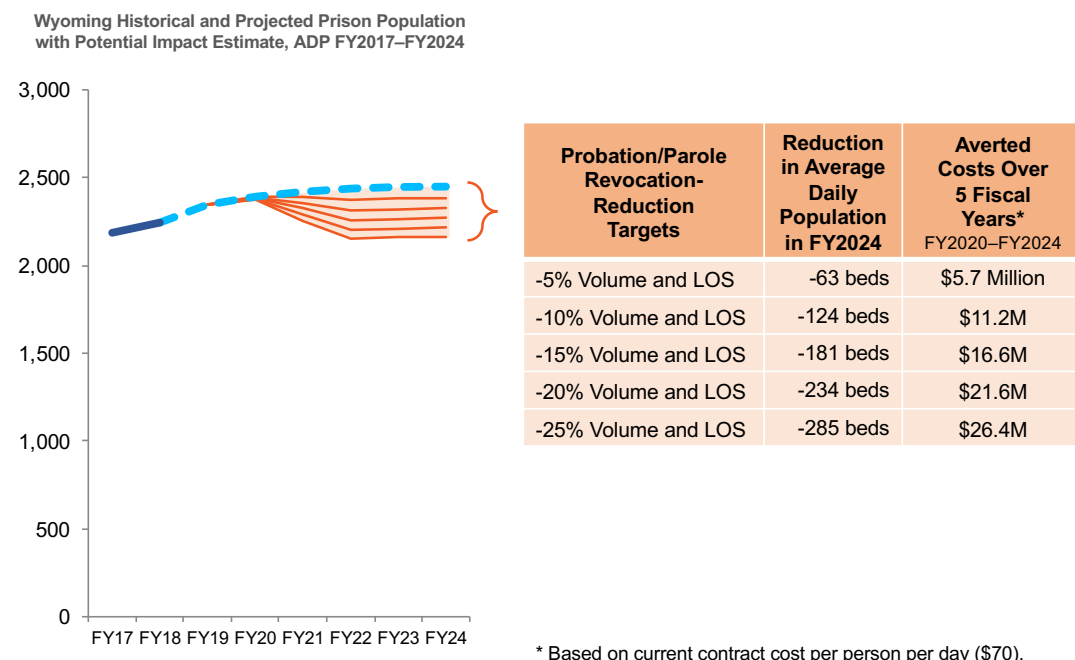 Wyoming Historical and Projected Prison Population
with Potential Impact Estimate, ADP FY2017–FY2024
3,000
2,500
2,000
1,500
1,000
500
0
FY17 FY18 FY19 FY20 FY21 FY22 FY23 FY24
Probation/Parole
Revocation-
Reduction
Targets
Reduction
in Average
Daily
Population
in FY2024
Averted
Costs Over
5 Fiscal
Years*
FY2020–FY2024
-5% Volume and LOS -63 beds $5.7 Million
-10% Volume and LOS -124 beds $11.2M
-15% Volume and LOS -181 beds $16.6M
-20% Volume and LOS -234 beds $21.6M
-25% Volume and LOS -285 beds $26.4M
* Based on current contract cost per person per day ($70).